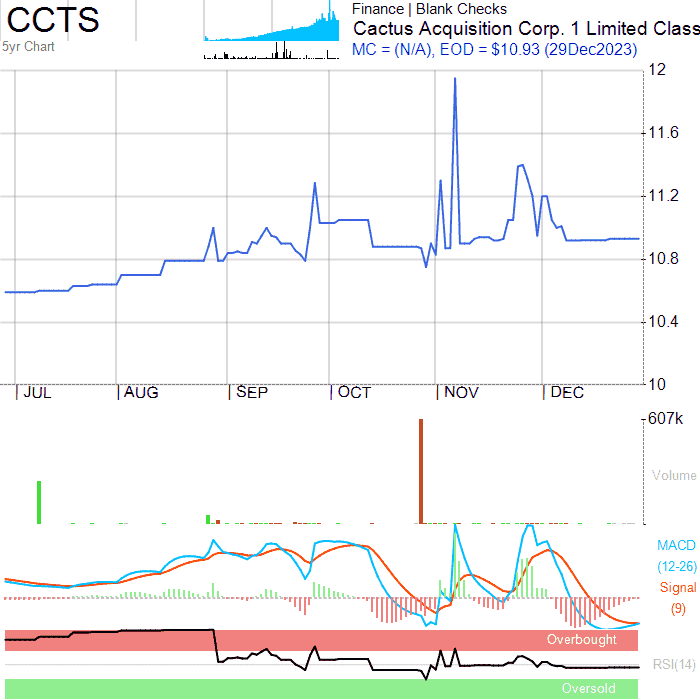 CCTS
5yr Chart
Finance | Blank Checks
Cactus Acquisition Corp. 1 Limited Class
MC = (N/A), EOD = $10.93 (29Dec2023)
12
11.6
11.2
10.8
10.4
10
JUL AUG SEP OCT NOV DEC
607k
Volume
MACD
(12-26)
Signal
(9)
Overbought
RSI(14)
Oversold